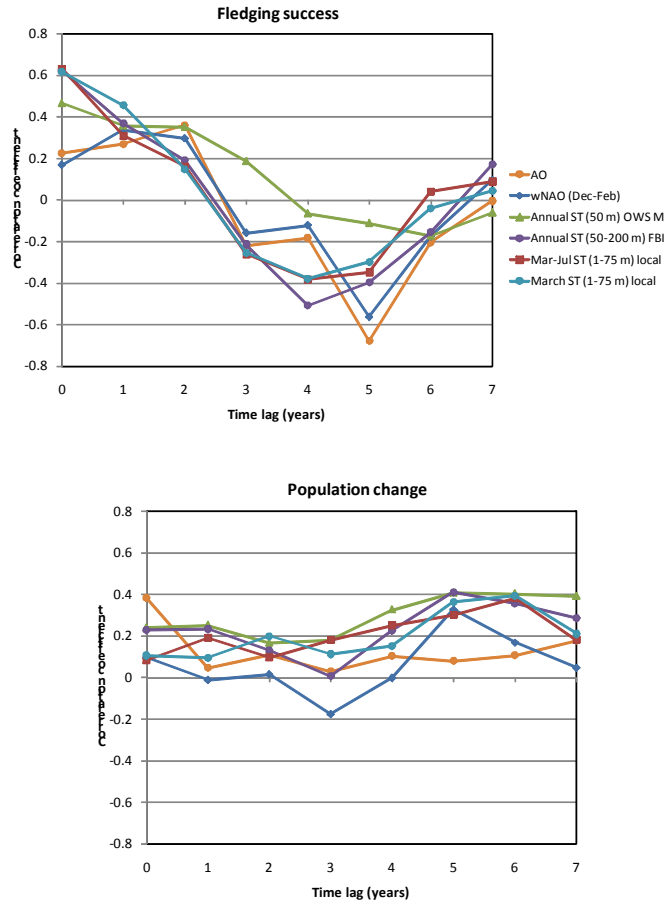 Fledging success
0.8
0.6
0.4
0.2
0
-0.2
-0.4
-0.6
-0.8
0 1 2 3 4 5 6 7
Time lag (years)
AO
wNAO (Dec-Feb)
Annual ST (50 m) OWS M
Annual ST (50-200 m) FBI
Mar-Jul ST (1-75 m) local
March ST (1-75 m) local
Population change
0.8
0.6
0.4
0.2
0
-0.2
-0.4
-0.6
-0.8
0 1 2 3 4 5 6 7
Time lag (years)